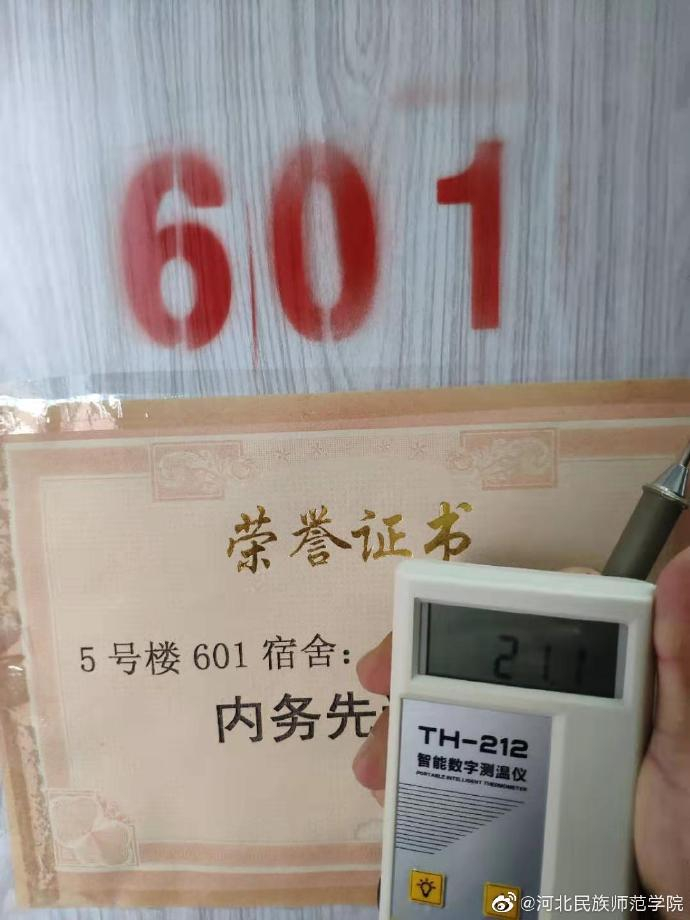 601
荣誉证书
5号楼601宿舍:
内务先
21.1
TH-212
智能数字测温仪
PORTABLE INTELLIGENT THERMOMETER
@河北民族师范学院